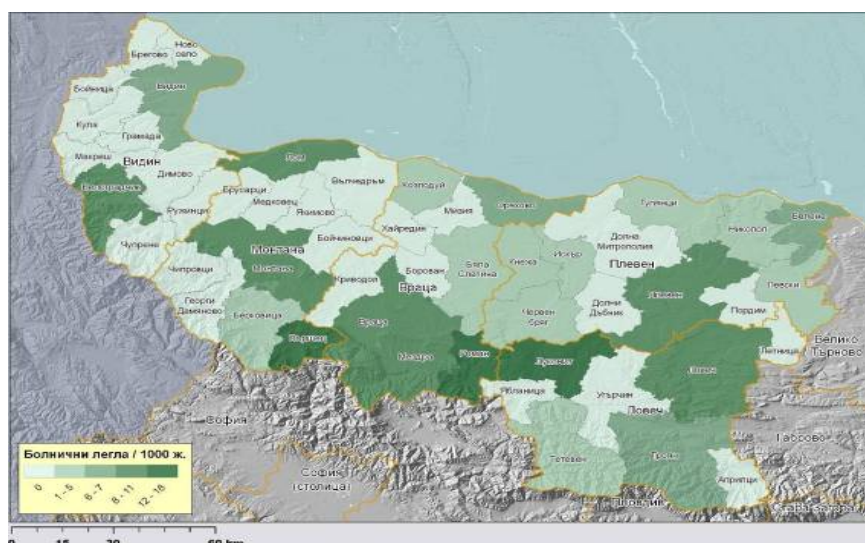 Ново
село
Брегово
Бойница
Видин
Кула
Грамада
Макреш
Видин
Димово
Белоградчик
Ружинци
Чупрене
Лом
Брусарци
Вълчедръм
Медковец
Якимово
Монтана
Бойчиновци
Монтана
Чипровци
Георги
Дамяново
Берковица
Вършец
Козлодуй
Мизия
Оряхово
Хайредин
Криводол
Борован
Бяла
Слатина
Враца
Враца
Мездра
Роман
Гулянци
Никопол
Белене
Долна
Митрополия
Искър
Кнежа
Плевен
Плевен
Левски
Долни
Дъбник
Пордим
Червен
бряг
Летница
Велико
Търново
Луковит
Ловеч
Ябланица
Угърчин
Ловеч
Тетевен
Троян
Априлци
Габрово
София
София
(столица)
Пловдив
Болнични легла / 1000 ж.
0
1 - 5
6 - 7
8 - 11
12 - 18
0 15 30 60 km